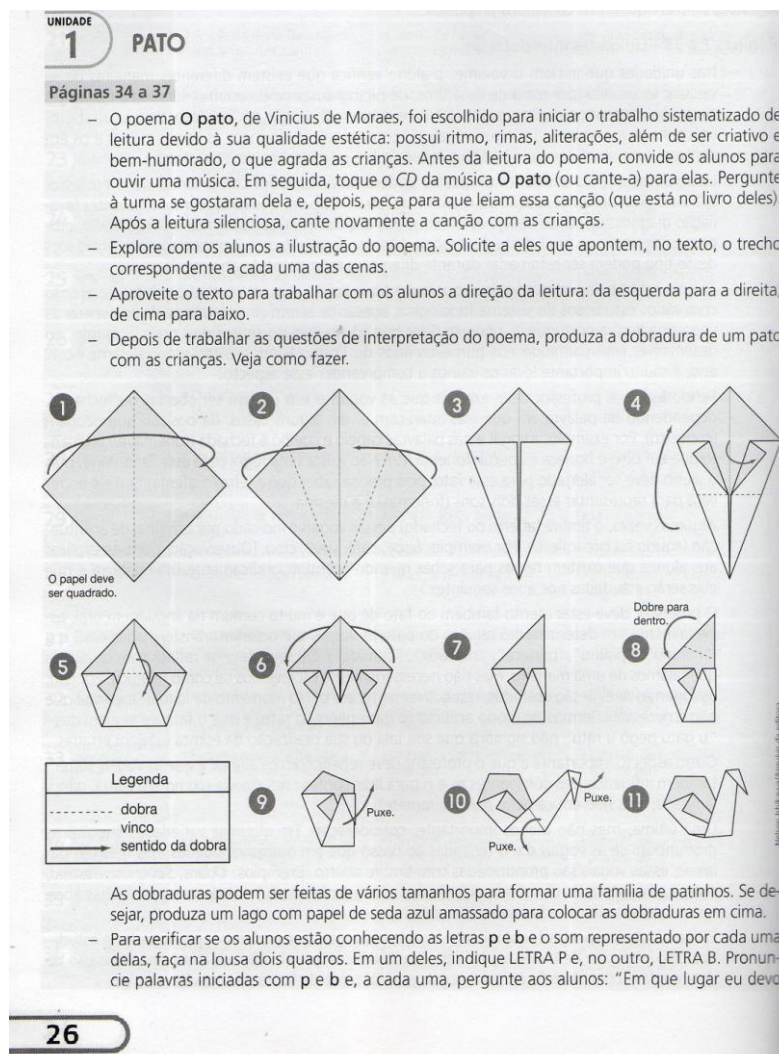 UNIDADE
1
PATO
Páginas 34 a 37
– O poema O pato, de Vinicius de Moraes, foi escolhido para iniciar o trabalho sistematizado de
leitura devido à sua qualidade estética: possui ritmo, rimas, aliterações, além de ser criativo e
bem-humorado, o que agrada as crianças. Antes da leitura do poema, convide os alunos para
ouvir uma música. Em seguida, toque o CD da música O pato (ou cante-a) para elas. Pergunte
à turma se gostaram dela e, depois, peça para que leiam essa canção (que está no livro deles).
Após a leitura silenciosa, cante novamente a canção com as crianças.
– Explore com os alunos a ilustração do poema. Solicite a eles que apontem, no texto, o trecho
correspondente a cada uma das cenas.
– Aproveite o texto para trabalhar com os alunos a direção da leitura: da esquerda para a direita,
de cima para baixo.
– Depois de trabalhar as questões de interpretação do poema, produza a dobradura de um pato
com as crianças. Veja como fazer.
1
2
3
4
O papel deve
ser quadrado.
5
6
7
8
Dobre para
dentro.
Legenda
dobra
vinco
sentido da dobra
9
Puxe.
10
Puxe.
Puxe.
11
As dobraduras podem ser feitas de vários tamanhos para formar uma família de patinhos. Se de-
sejar, produza um lago com papel de seda azul amassado para colocar as dobraduras em cima.
– Para verificar se os alunos estão conhecendo as letras p e b e o som representado por cada uma
delas, faça na lousa dois quadros. Em um deles, indique LETRA P e, no outro, LETRA B. Pronun-
cie palavras iniciadas com p e b e, a cada uma, pergunte aos alunos: "Em que lugar eu devo
26